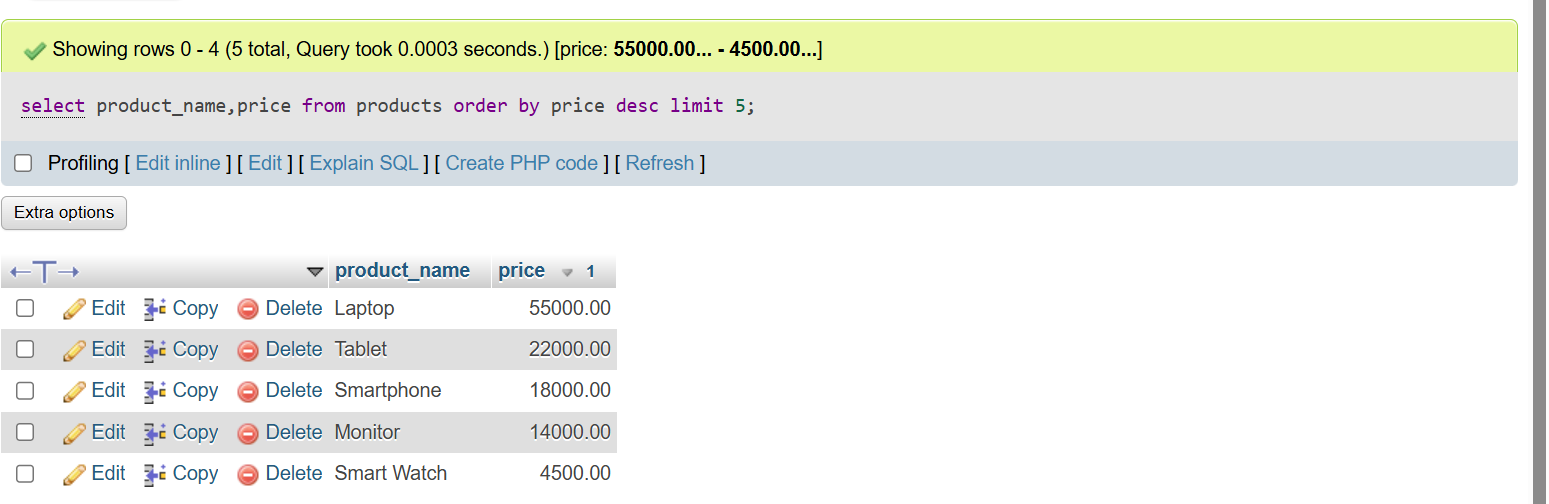 Showing rows 0 - 4 (5 total, Query took 0.0003 seconds.) [price: 55000.00... - 4500.00...]
select product_name,price from products order by price desc limit 5;
Profiling [ Edit inline ] [ Edit ] [ Explain SQL ] [ Create PHP code ] [ Refresh ]
Extra options
←T→ product_name price 1
Edit Copy Delete Laptop 55000.00
Edit Copy Delete Tablet 22000.00
Edit Copy Delete Smartphone 18000.00
Edit Copy Delete Monitor 14000.00
Edit Copy Delete Smart Watch 4500.00